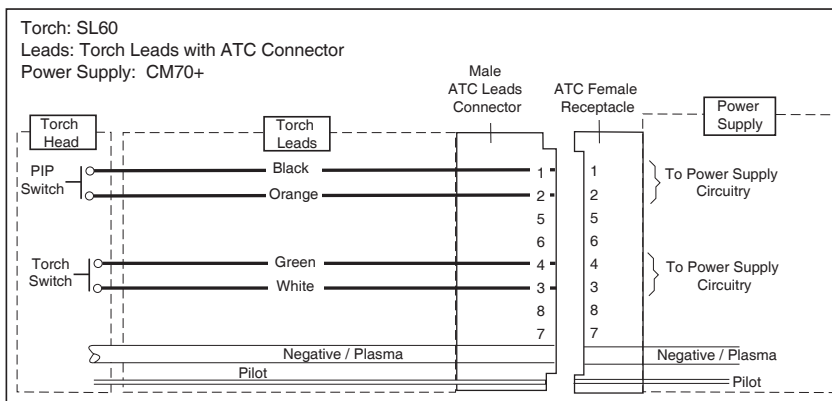 Torch: SL60
Leads: Torch Leads with ATC Connector
Power Supply: CM70+
Male
ATC Leads
Connector
ATC Female
Receptacle
Power
Supply
Torch
Head
Torch
Leads
PIP
Switch
Black
1
1
To Power Supply
Circuitry
Orange
2
2
5
5
6
6
Torch
Switch
Green
4
4
To Power Supply
Circuitry
White
3
3
8
8
7
7
Negative / Plasma
Negative / Plasma
Pilot
Pilot